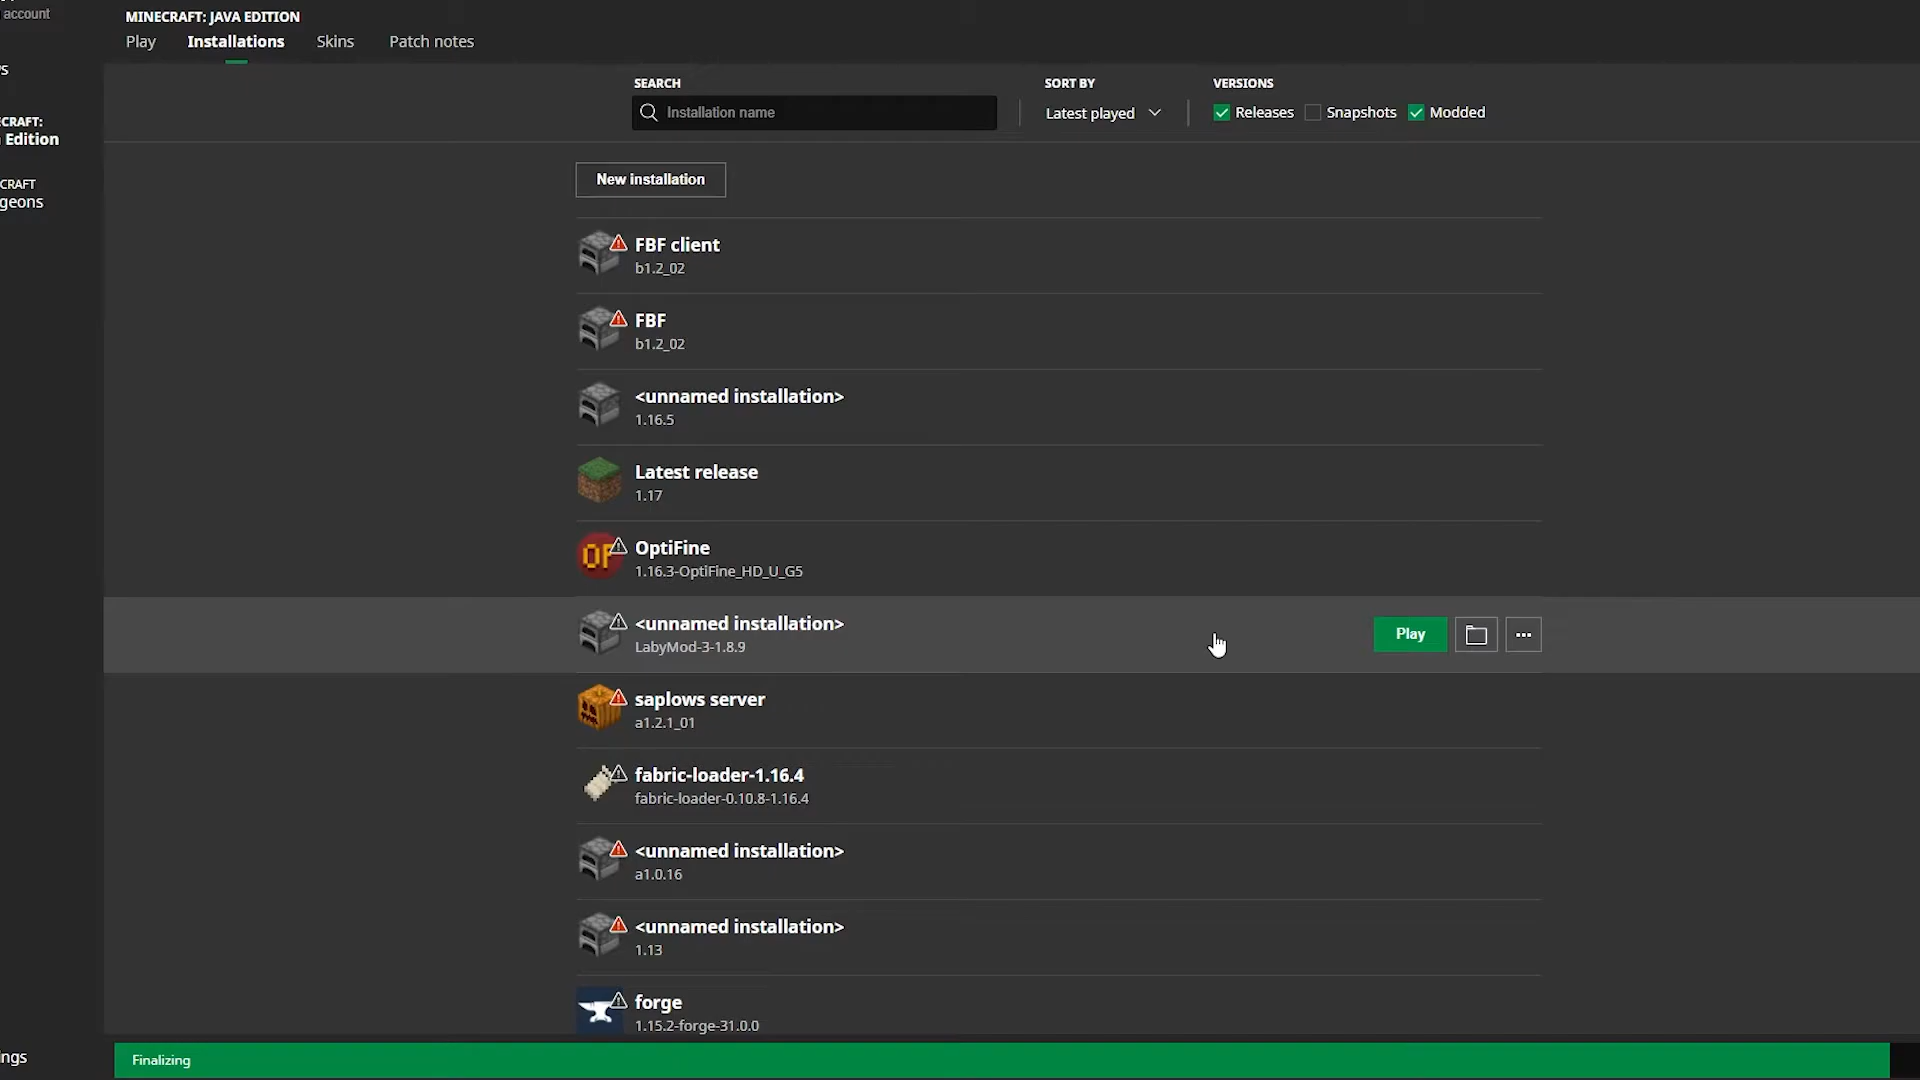 account
MINECRAFT: JAVA EDITION
Play Installations Skins Patch notes
s
SEARCH SORT BY VERSIONS
Installation name Latest played Releases Snapshots Modded
ECRAFT:
Edition
New installation
CRAFT
geons
FBF client
b1.2_02
FBF
b1.2_02
<unnamed installation>
1.16.5
Latest release
1.17
OF OptiFine
1.16.3-OptiFine_HD_U_G5
<unnamed installation>
LabyMod-3-1.8.9
Play
saplows server
a1.2.1_01
fabric-loader-1.16.4
fabric-loader-0.10.8-1.16.4
<unnamed installation>
a1.0.16
<unnamed installation>
1.13
forge
1.15.2-forge-31.0.0
ngs
Finalizing